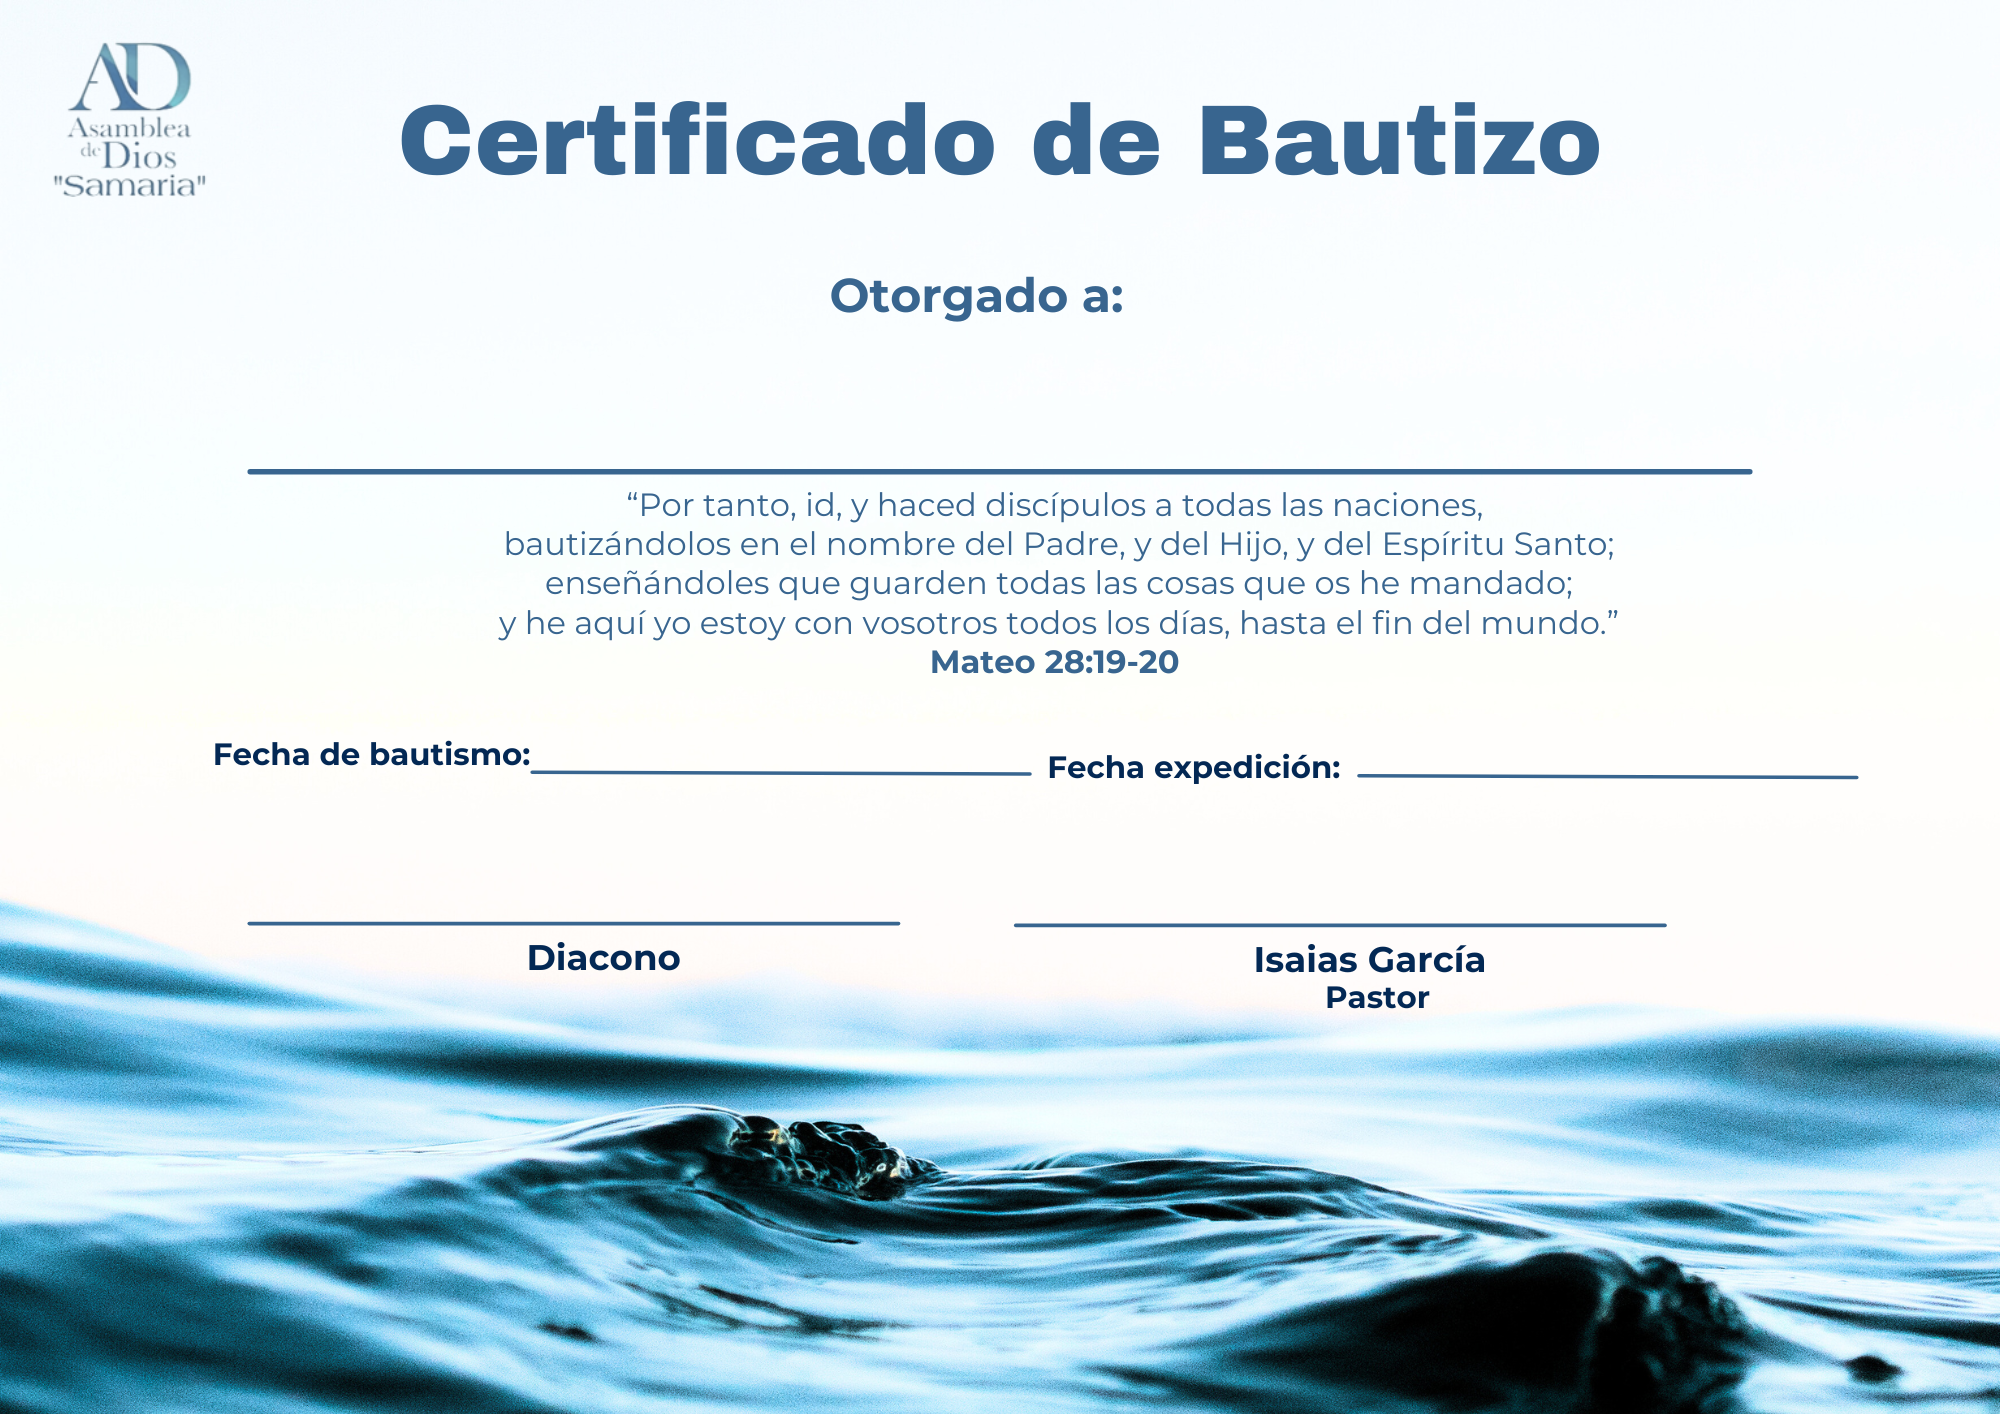 AD
Asamblea
de Dios
"Samaria"
Certificado de Bautizo
Otorgado a:
“Por tanto, id, y haced discípulos a todas las naciones,
bautizándolos en el nombre del Padre, y del Hijo, y del Espíritu Santo;
enseñándoles que guarden todas las cosas que os he mandado;
y he aquí yo estoy con vosotros todos los días, hasta el fin del mundo.”
Mateo 28:19-20
Fecha de bautismo: Fecha expedición:
Diacono
Isaias García
Pastor